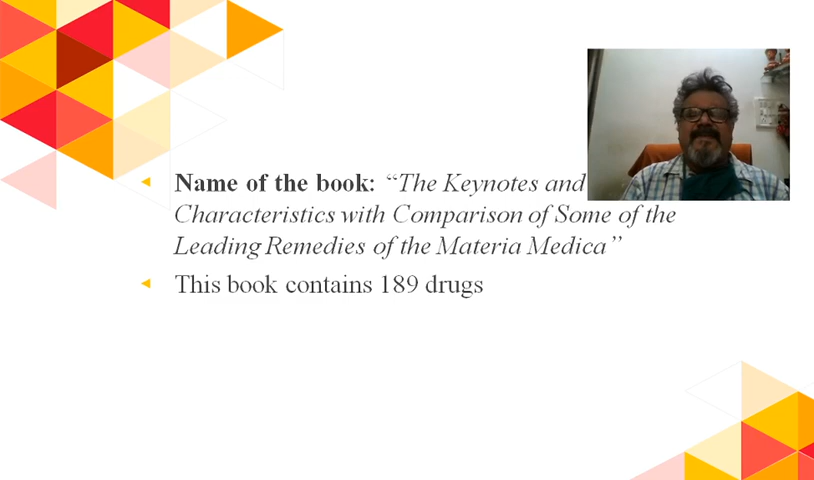 Name of the book: “The Keynotes and
Characteristics with Comparison of Some of the
Leading Remedies of the Materia Medica”
This book contains 189 drugs